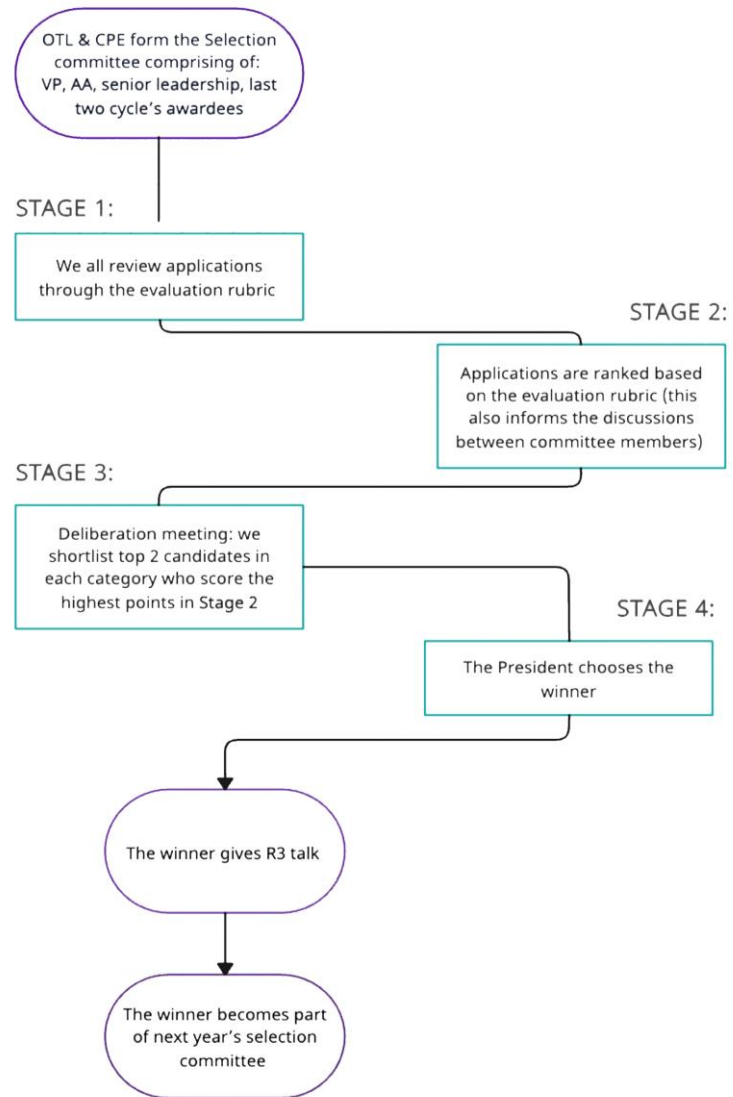 OTL & CPE form the Selection
committee comprising of:
VP, AA, senior leadership, last
two cycle's awardees
STAGE 1:
We all review applications
through the evaluation rubric
STAGE 2:
Applications are ranked based
on the evaluation rubric (this
also informs the discussions
between committee members)
STAGE 3:
Deliberation meeting: we
shortlist top 2 candidates in
each category who score the
highest points in Stage 2
STAGE 4:
The President chooses the
winner
The winner gives R3 talk
The winner becomes part
of next year's selection
committee